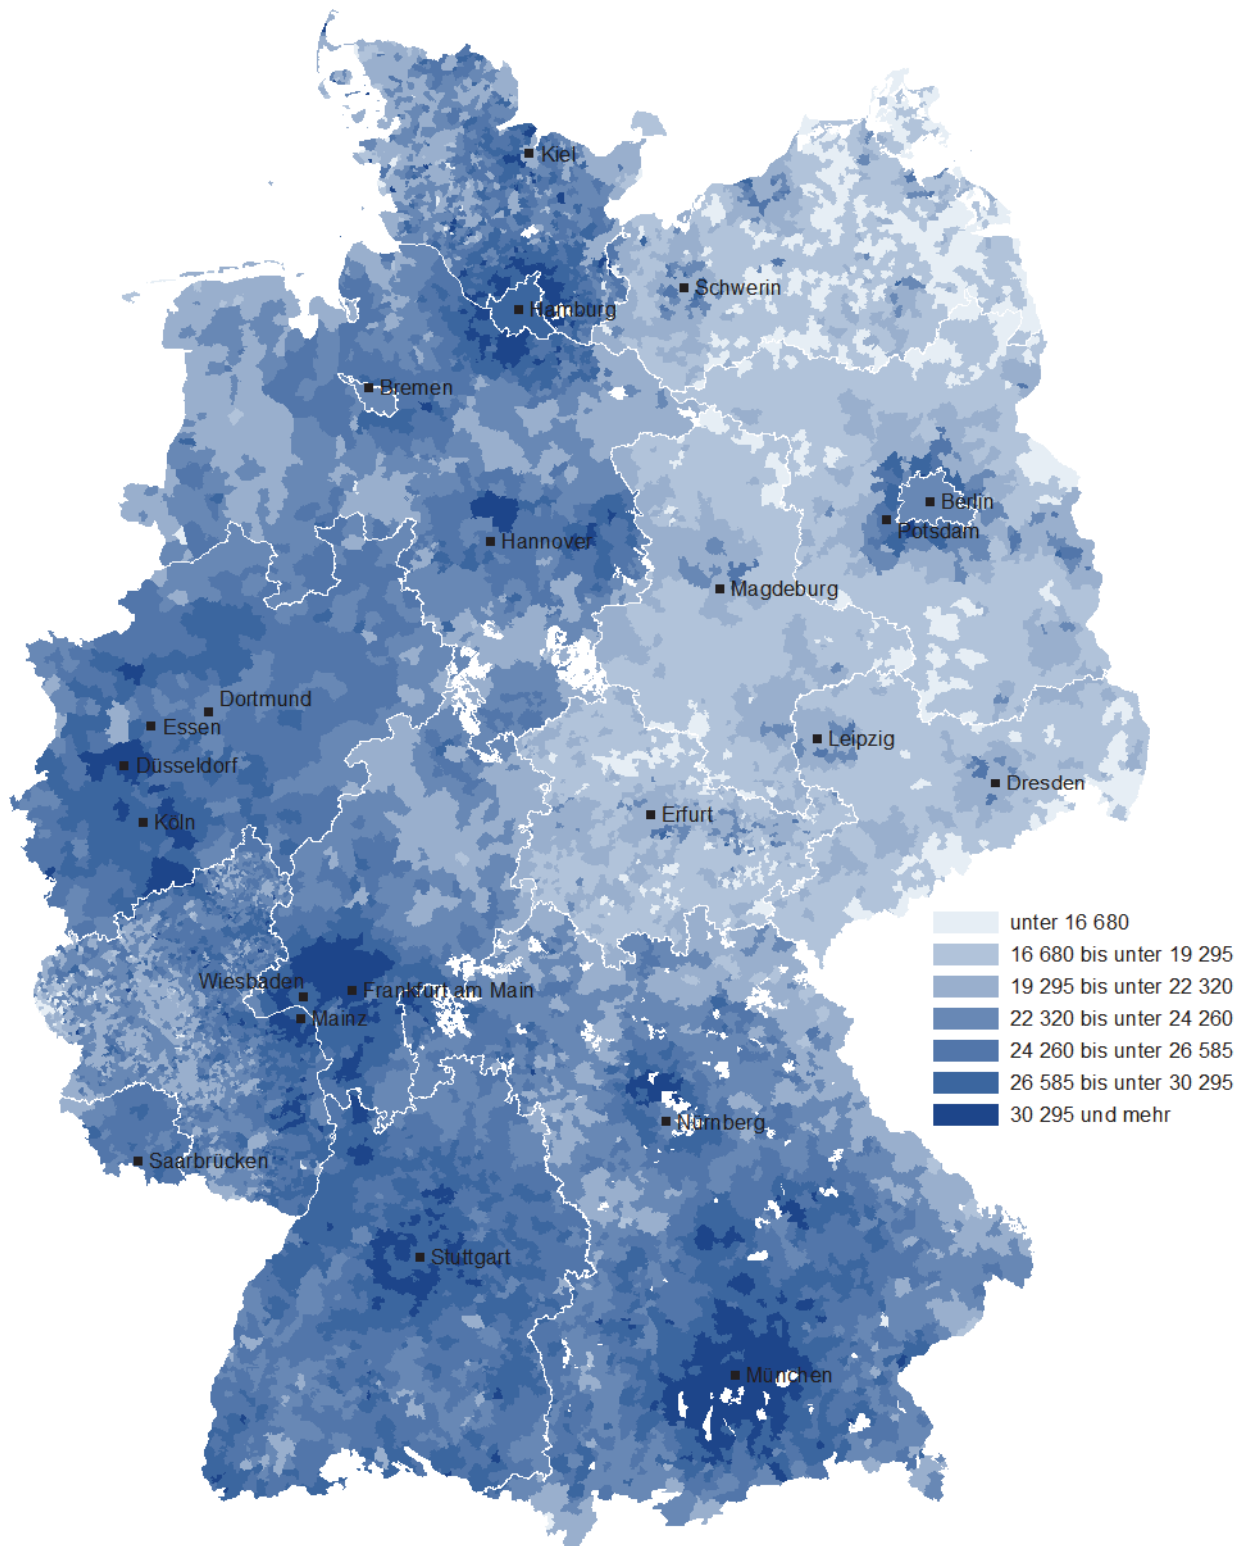 Kiel
Schwerin
Hamburg
Bremen
Berlin
Potsdam
Hannover
Magdeburg
Dortmund
Essen
Leipzig
Düsseldorf
Dresden
Erfurt
Köln
unter 16 680
16 680 bis unter 19 295
19 295 bis unter 22 320
22 320 bis unter 24 260
24 260 bis unter 26 585
26 585 bis unter 30 295
30 295 und mehr
Wiesbaden
Frankfurt am Main
Mainz
Nürnberg
Saarbrücken
Stuttgart
München